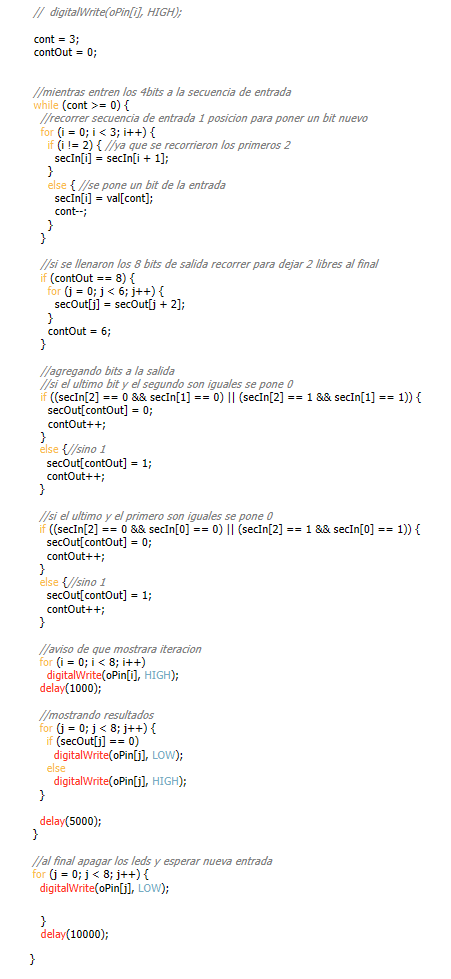 //  digitalWrite(oPin[i], HIGH);
cont = 3;
contOut = 0;
//mientras entren los 4bits a la secuencia de entrada
while (cont >= 0) {
//recorrer secuencia de entrada 1 posicion para poner un bit nuevo
for (i = 0; i < 3; i++) {
if (i != 2) { //ya que se recorrieron los primeros 2
secIn[i] = secIn[i + 1];
}
else { //se pone un bit de la entrada
secIn[i] = val[cont];
cont--;
}
}
//si se llenaron los 8 bits de salida recorrer para dejar 2 libres al final
if (contOut == 8) {
for (j = 0; j < 6; j++) {
secOut[j] = secOut[j + 2];
}
contOut = 6;
}
//agregando bits a la salida
//si el ultimo bit y el segundo son iguales se pone 0
if ((secIn[2] == 0 && secIn[1] == 0) || (secIn[2] == 1 && secIn[1] == 1)) {
secOut[contOut] = 0;
contOut++;
}
else {//sino 1
secOut[contOut] = 1;
contOut++;
}
//si el ultimo y el primero son iguales se pone 0
if ((secIn[2] == 0 && secIn[0] == 0) || (secIn[2] == 1 && secIn[0] == 1)) {
secOut[contOut] = 0;
contOut++;
}
else {//sino 1
secOut[contOut] = 1;
contOut++;
}
//aviso de que mostrara iteracion
for (i = 0; i < 8; i++)
digitalWrite(oPin[i], HIGH);
delay(1000);
//mostrando resultados
for (j = 0; j < 8; j++) {
if (secOut[j] == 0)
digitalWrite(oPin[j], LOW);
else
digitalWrite(oPin[j], HIGH);
}
delay(5000);
}
//al final apagar los leds y esperar nueva entrada
for (j = 0; j < 8; j++) {
digitalWrite(oPin[j], LOW);
}
delay(10000);
}